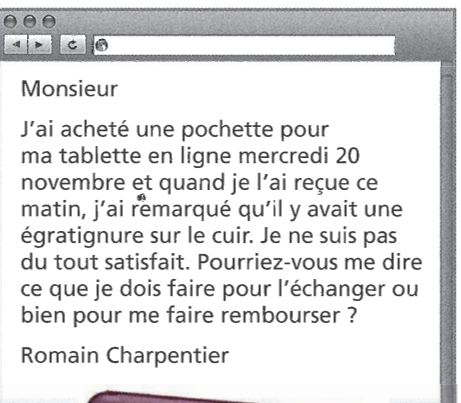 Monsieur
J'ai acheté une pochette pour
ma tablette en ligne mercredi 20
novembre et quand je l'ai reçue ce
matin, j'ai remarqué qu'il y avait une
égratignure sur le cuir. Je ne suis pas
du tout satisfait. Pourriez-vous me dire
ce que je dois faire pour l'échanger ou
bien pour me faire rembourser ?
Romain Charpentier